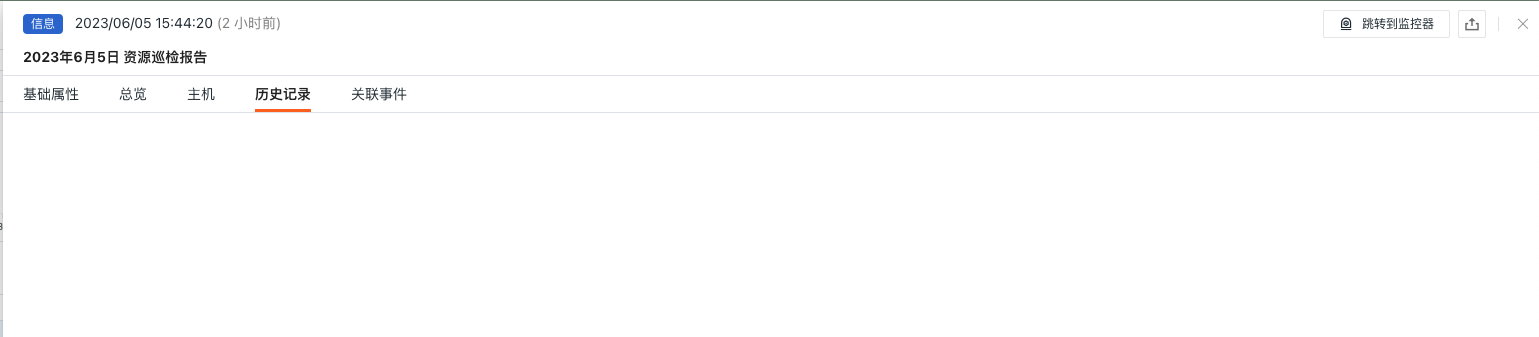 信息 2023/06/05 15:44:20 (2 小时前) 跳转到监控器
2023年6月5日 资源巡检报告
基础属性 总览 主机 历史记录 关联事件